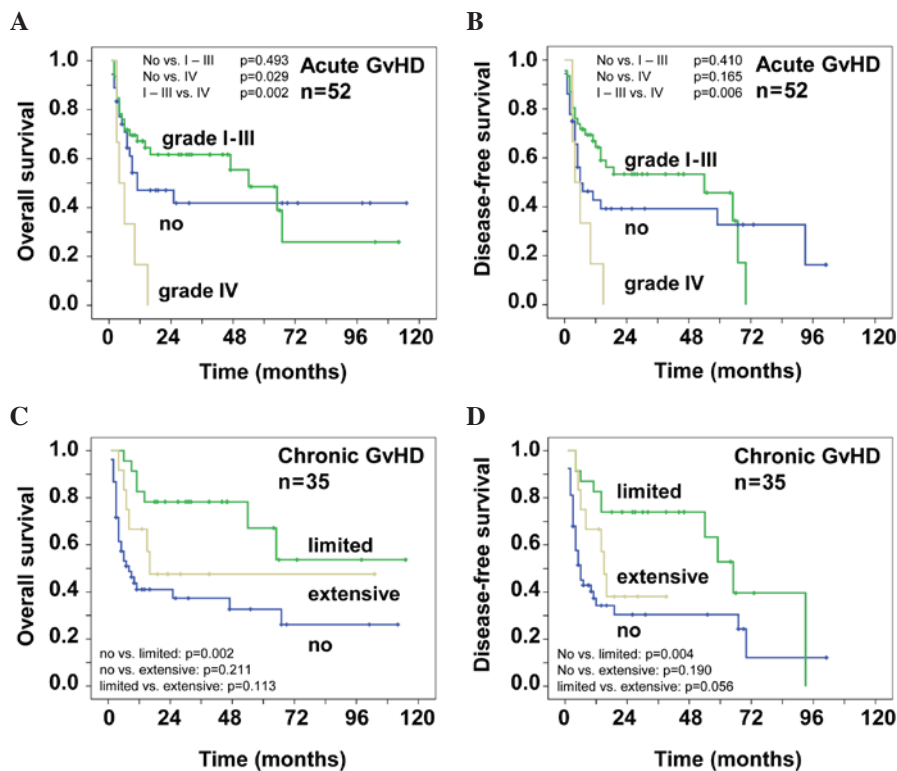 A
No vs. I – III p=0.493
No vs. IV p=0.029
I – III vs. IV p=0.002
Acute GvHD
n=52
Overall survival
1.0
0.8
0.6
0.4
0.2
0.0
grade I-III
no
grade IV
0 24 48 72 96 120
Time (months)
B
No vs. I – III p=0.410
No vs. IV p=0.165
I – III vs. IV p=0.006
Acute GvHD
n=52
Disease-free survival
1.0
0.8
0.6
0.4
0.2
0.0
grade I-III
no
grade IV
0 24 48 72 96 120
Time (months)
C
Chronic GvHD
n=35
Overall survival
1.0
0.8
0.6
0.4
0.2
0.0
limited
extensive
no
no vs. limited: p=0.002
no vs. extensive: p=0.211
limited vs. extensive: p=0.113
0 24 48 72 96 120
Time (months)
D
Chronic GvHD
n=35
Disease-free survival
1.0
0.8
0.6
0.4
0.2
0.0
limited
extensive
no
No vs. limited: p=0.004
No vs. extensive: p=0.190
limited vs. extensive: p=0.056
0 24 48 72 96 120
Time (months)